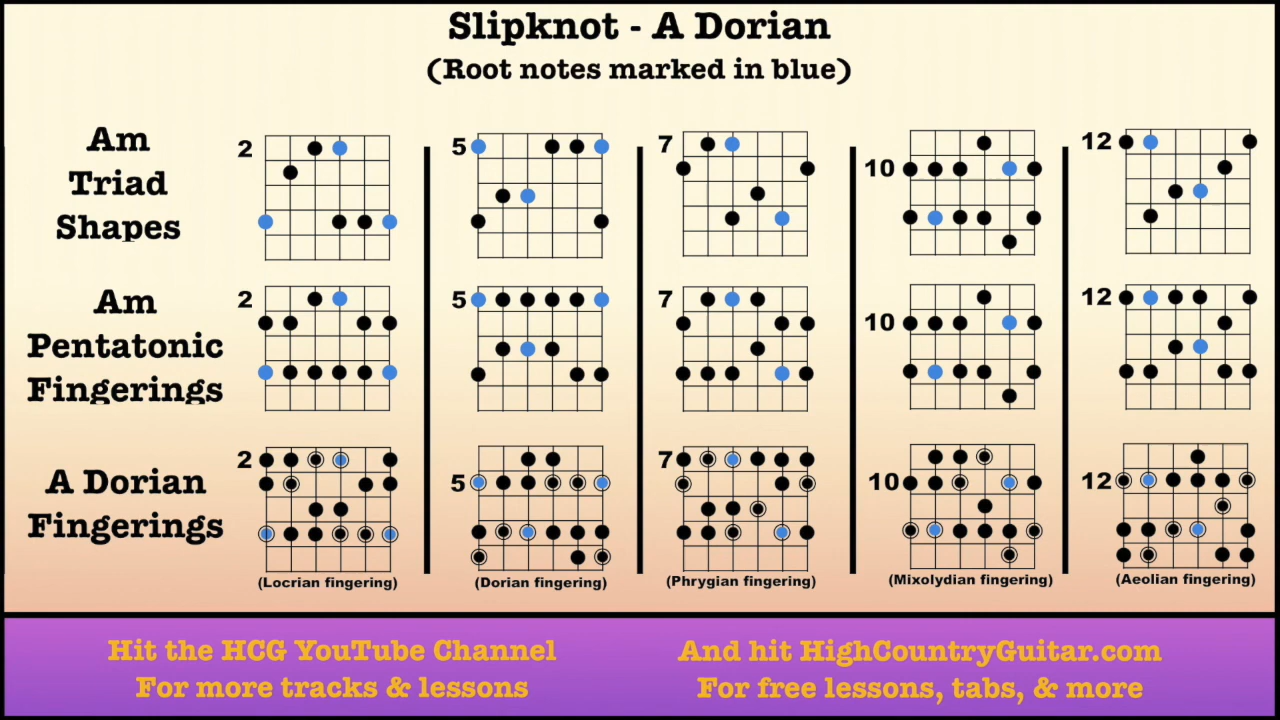 Slipknot - A Dorian
(Root notes marked in blue)
Am
Triad
Shapes
2
5
7
10
12
Am
Pentatonic
Fingerings
2
5
7
10
12
A Dorian
Fingerings
2
5
7
10
12
(Locrian fingering)
(Dorian fingering)
(Phrygian fingering)
(Mixolydian fingering)
(Aeolian fingering)
Hit the HCG YouTube Channel
For more tracks & lessons
And hit HighCountryGuitar.com
For free lessons, tabs, & more